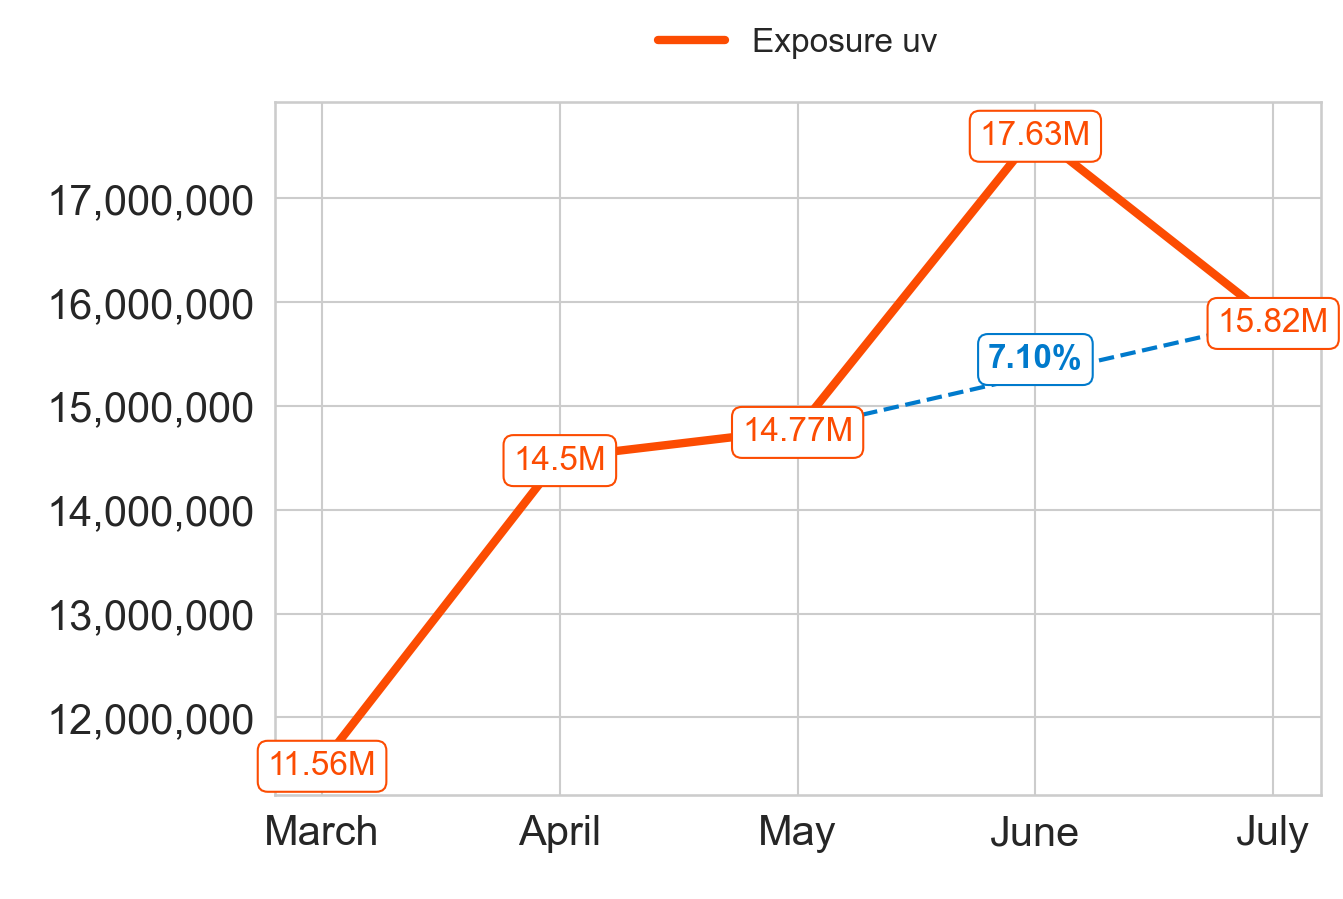 Exposure uv
17.63M
17,000,000
16,000,000
15.82M
7.10%
15,000,000
14.77M
14.5M
14,000,000
13,000,000
12,000,000
11.56M
March April May June July